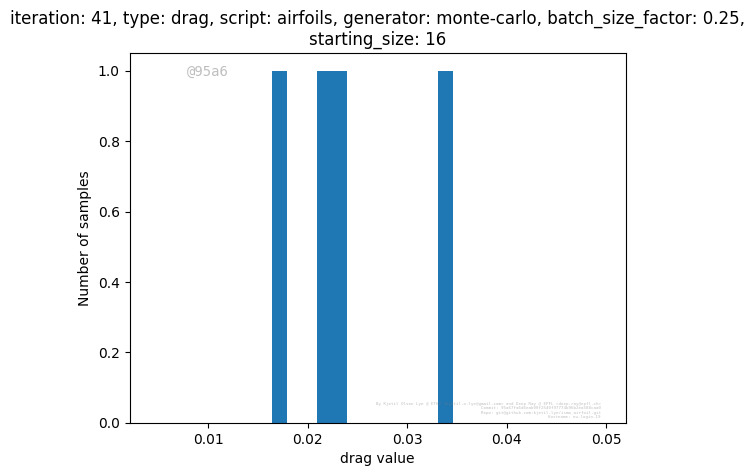 iteration: 41, type: drag, script: airfoils, generator: monte-carlo, batch_size_factor: 0.25,
starting_size: 16
@95a6
1.0
0.8
0.6
0.4
0.2
0.0
Number of samples
0.01
0.02
0.03
0.04
0.05
drag value